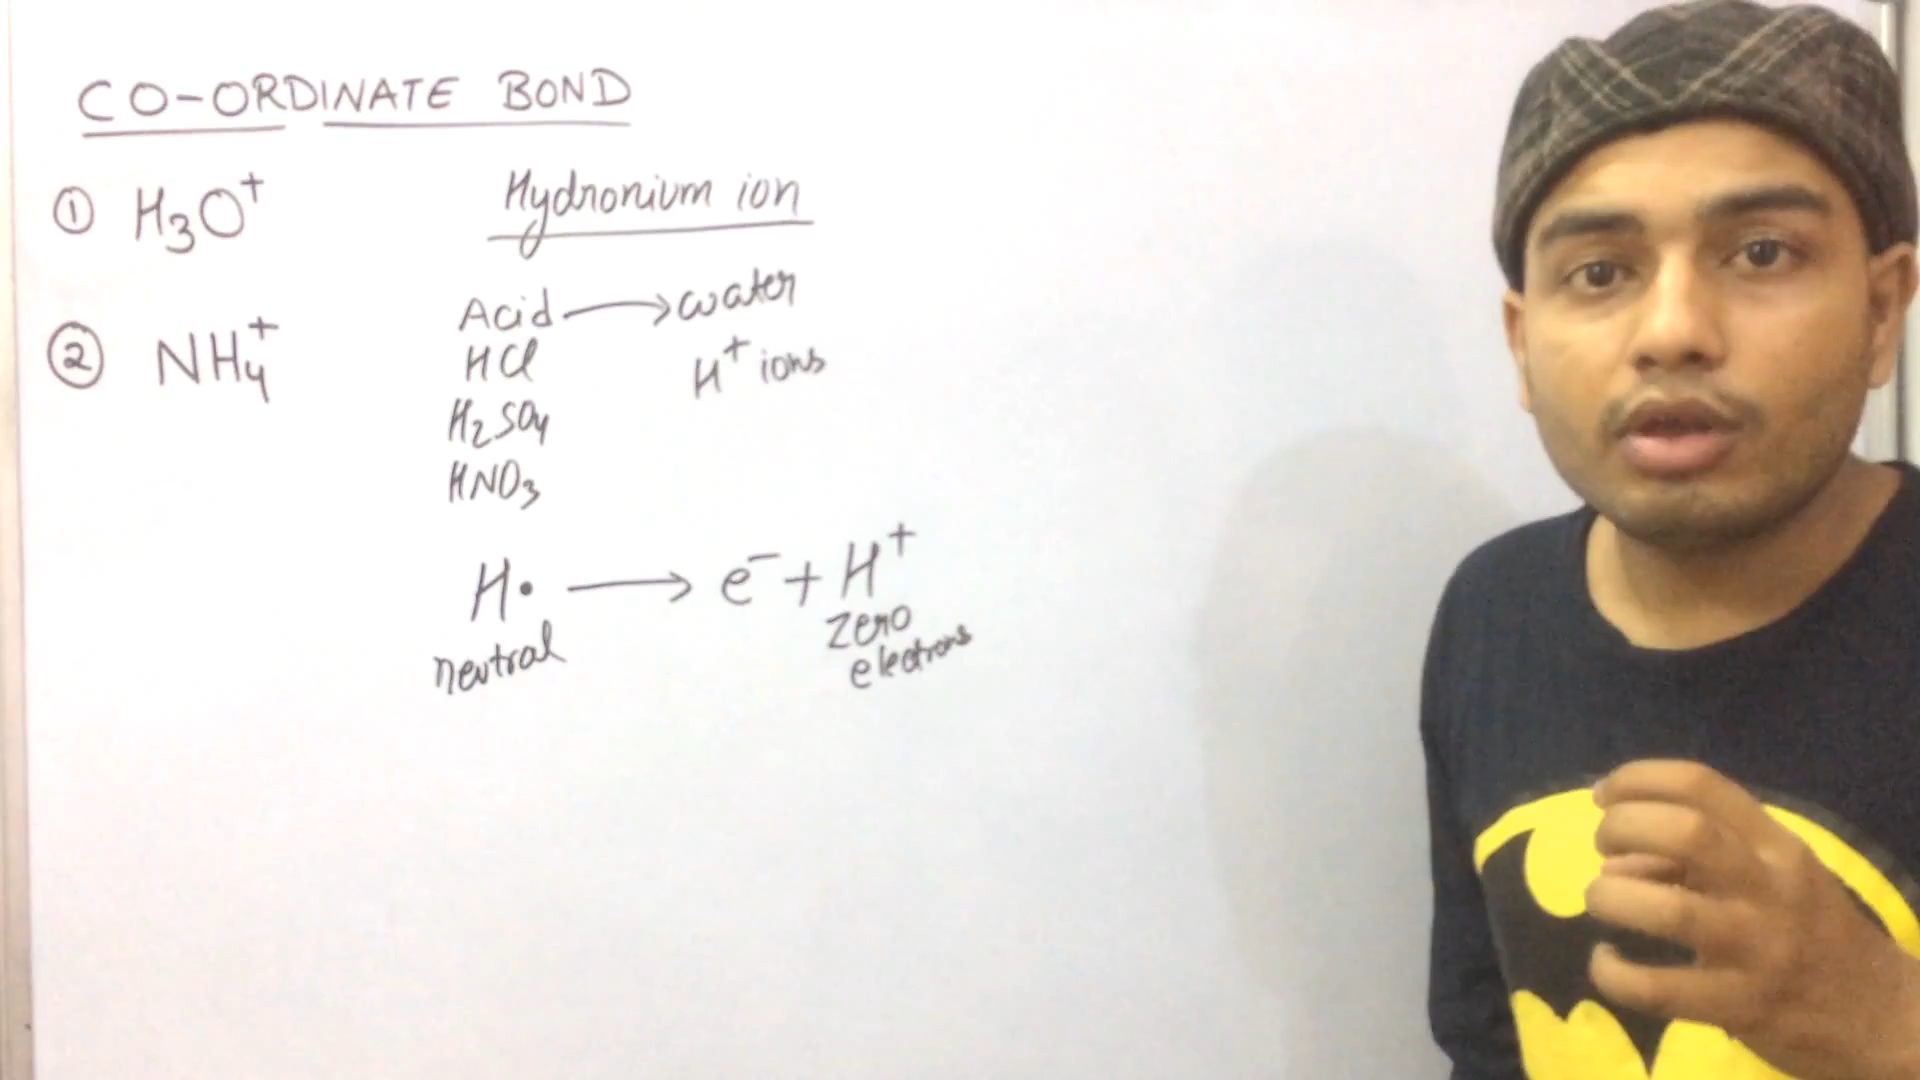 CO-ORDINATE BOND
① H₃O⁺
Hydronium ion
② NH₄⁺
Acid → water
HCl
H⁺ ions
H₂SO₄
HNO₃
H• → e⁻ + H⁺
neutral
zero
electrons